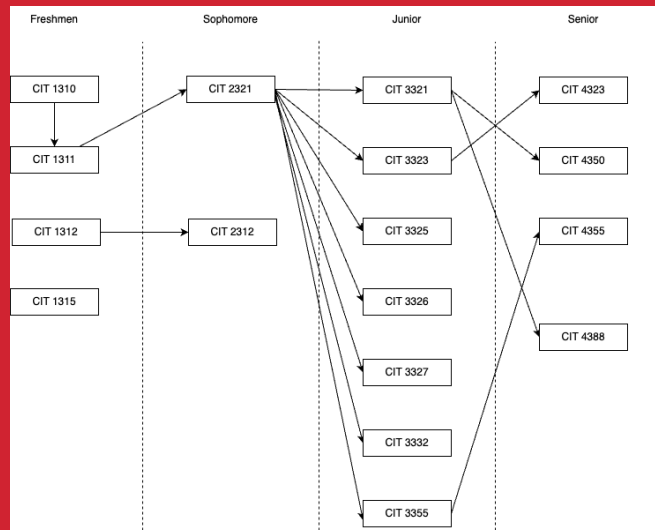 Freshmen
Sophomore
Junior
Senior
CIT 1310
CIT 2321
CIT 3321
CIT 4323
CIT 1311
CIT 3323
CIT 4350
CIT 1312
CIT 2312
CIT 3325
CIT 4355
CIT 1315
CIT 3326
CIT 4388
CIT 3327
CIT 3332
CIT 3355